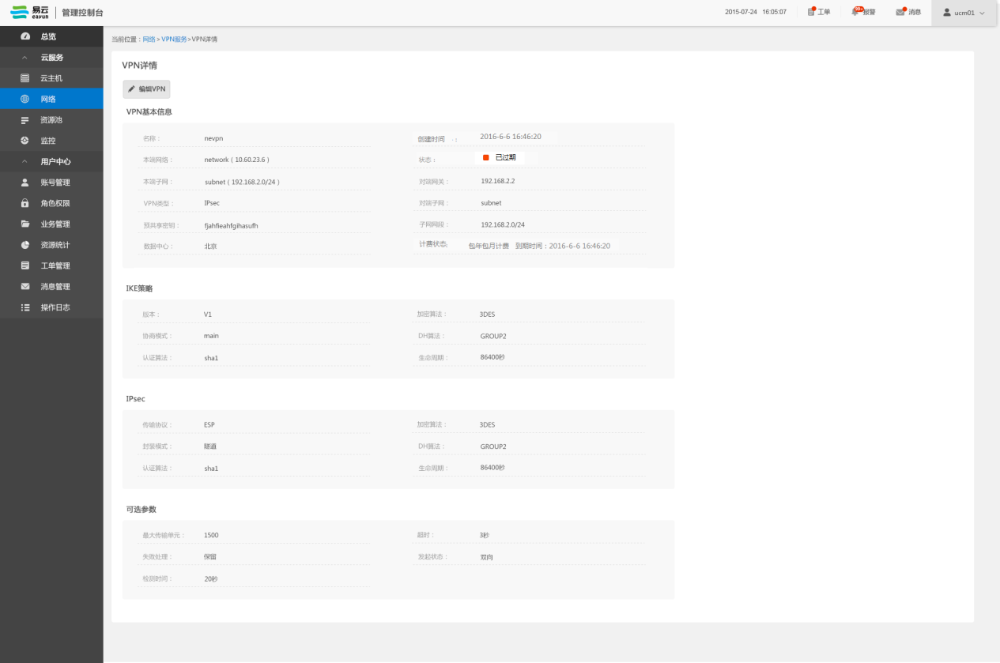 易云 eayun 管理控制台 2015-07-24 16:05:07 工单 99+ 报警 消息 ucm01
总览
云服务
云主机
网络
资源池
监控
用户中心
账号管理
角色权限
业务管理
资源统计
工单管理
消息管理
操作日志
当前位置：网络 > VPN服务>VPN详情
VPN详情
编辑VPN
VPN基本信息
名称： nevpn 创建时间 ： 2016-6-6 16:46:20
本端网络： network ( 10.60.23.6 ) 状态： 已过期
本端子网： subnet ( 192.168.2.0/24 ) 对端网关： 192.168.2.2
VPN类型： IPsec 对端子网： subnet
预共享密钥： fjahfieahfgihasufh 子网网段： 192.168.2.0/24
数据中心： 北京 计费状态: 包年包月计费 到期时间：2016-6-6 16:46:20
IKE策略
版本： V1 加密算法： 3DES
协商模式： main DH算法： GROUP2
认证算法： sha1 生命周期： 86400秒
IPsec
传输协议： ESP 加密算法： 3DES
封装模式： 隧道 DH算法： GROUP2
认证算法： sha1 生命周期： 86400秒
可选参数
最大传输单元： 1500 超时： 3秒
失败处理： 保留 发起状态： 双向
检测时间： 20秒